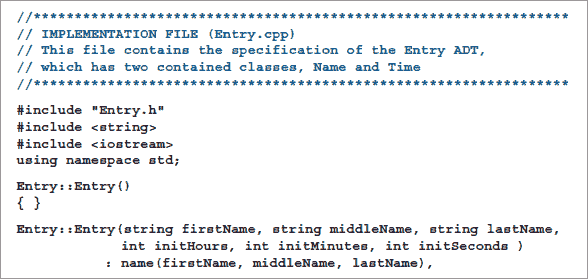 //******************************************************************
// IMPLEMENTATION FILE (Entry.cpp)
// This file contains the specification of the Entry ADT,
// which has two contained classes, Name and Time
//******************************************************************
#include "Entry.h"
#include <string>
#include <iostream>
using namespace std;
Entry::Entry()
{ }
Entry::Entry(string firstName, string middleName, string lastName,
             int initHours, int initMinutes, int initSeconds )
           : name(firstName, middleName, lastName),